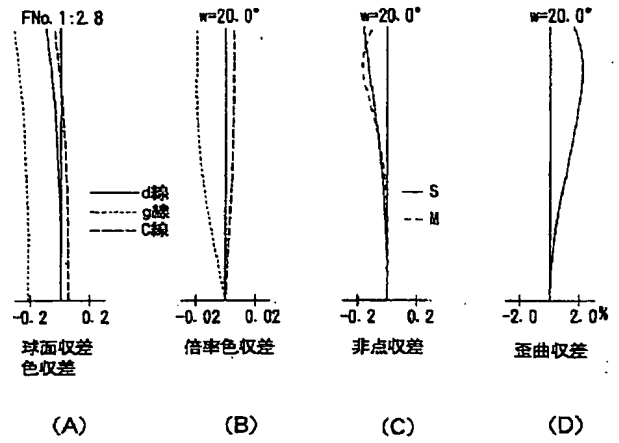 FNo. 1:2.8
w=20.0°
w=20.0°
w=20.0°
d線
g線
C線
S
M
-0.2 0.2
-0.02 0.02
-0.2 0.2
-2.0 2.0%
球面収差
色収差
倍率色収差
非点収差
歪曲収差
(A)
(B)
(C)
(D)